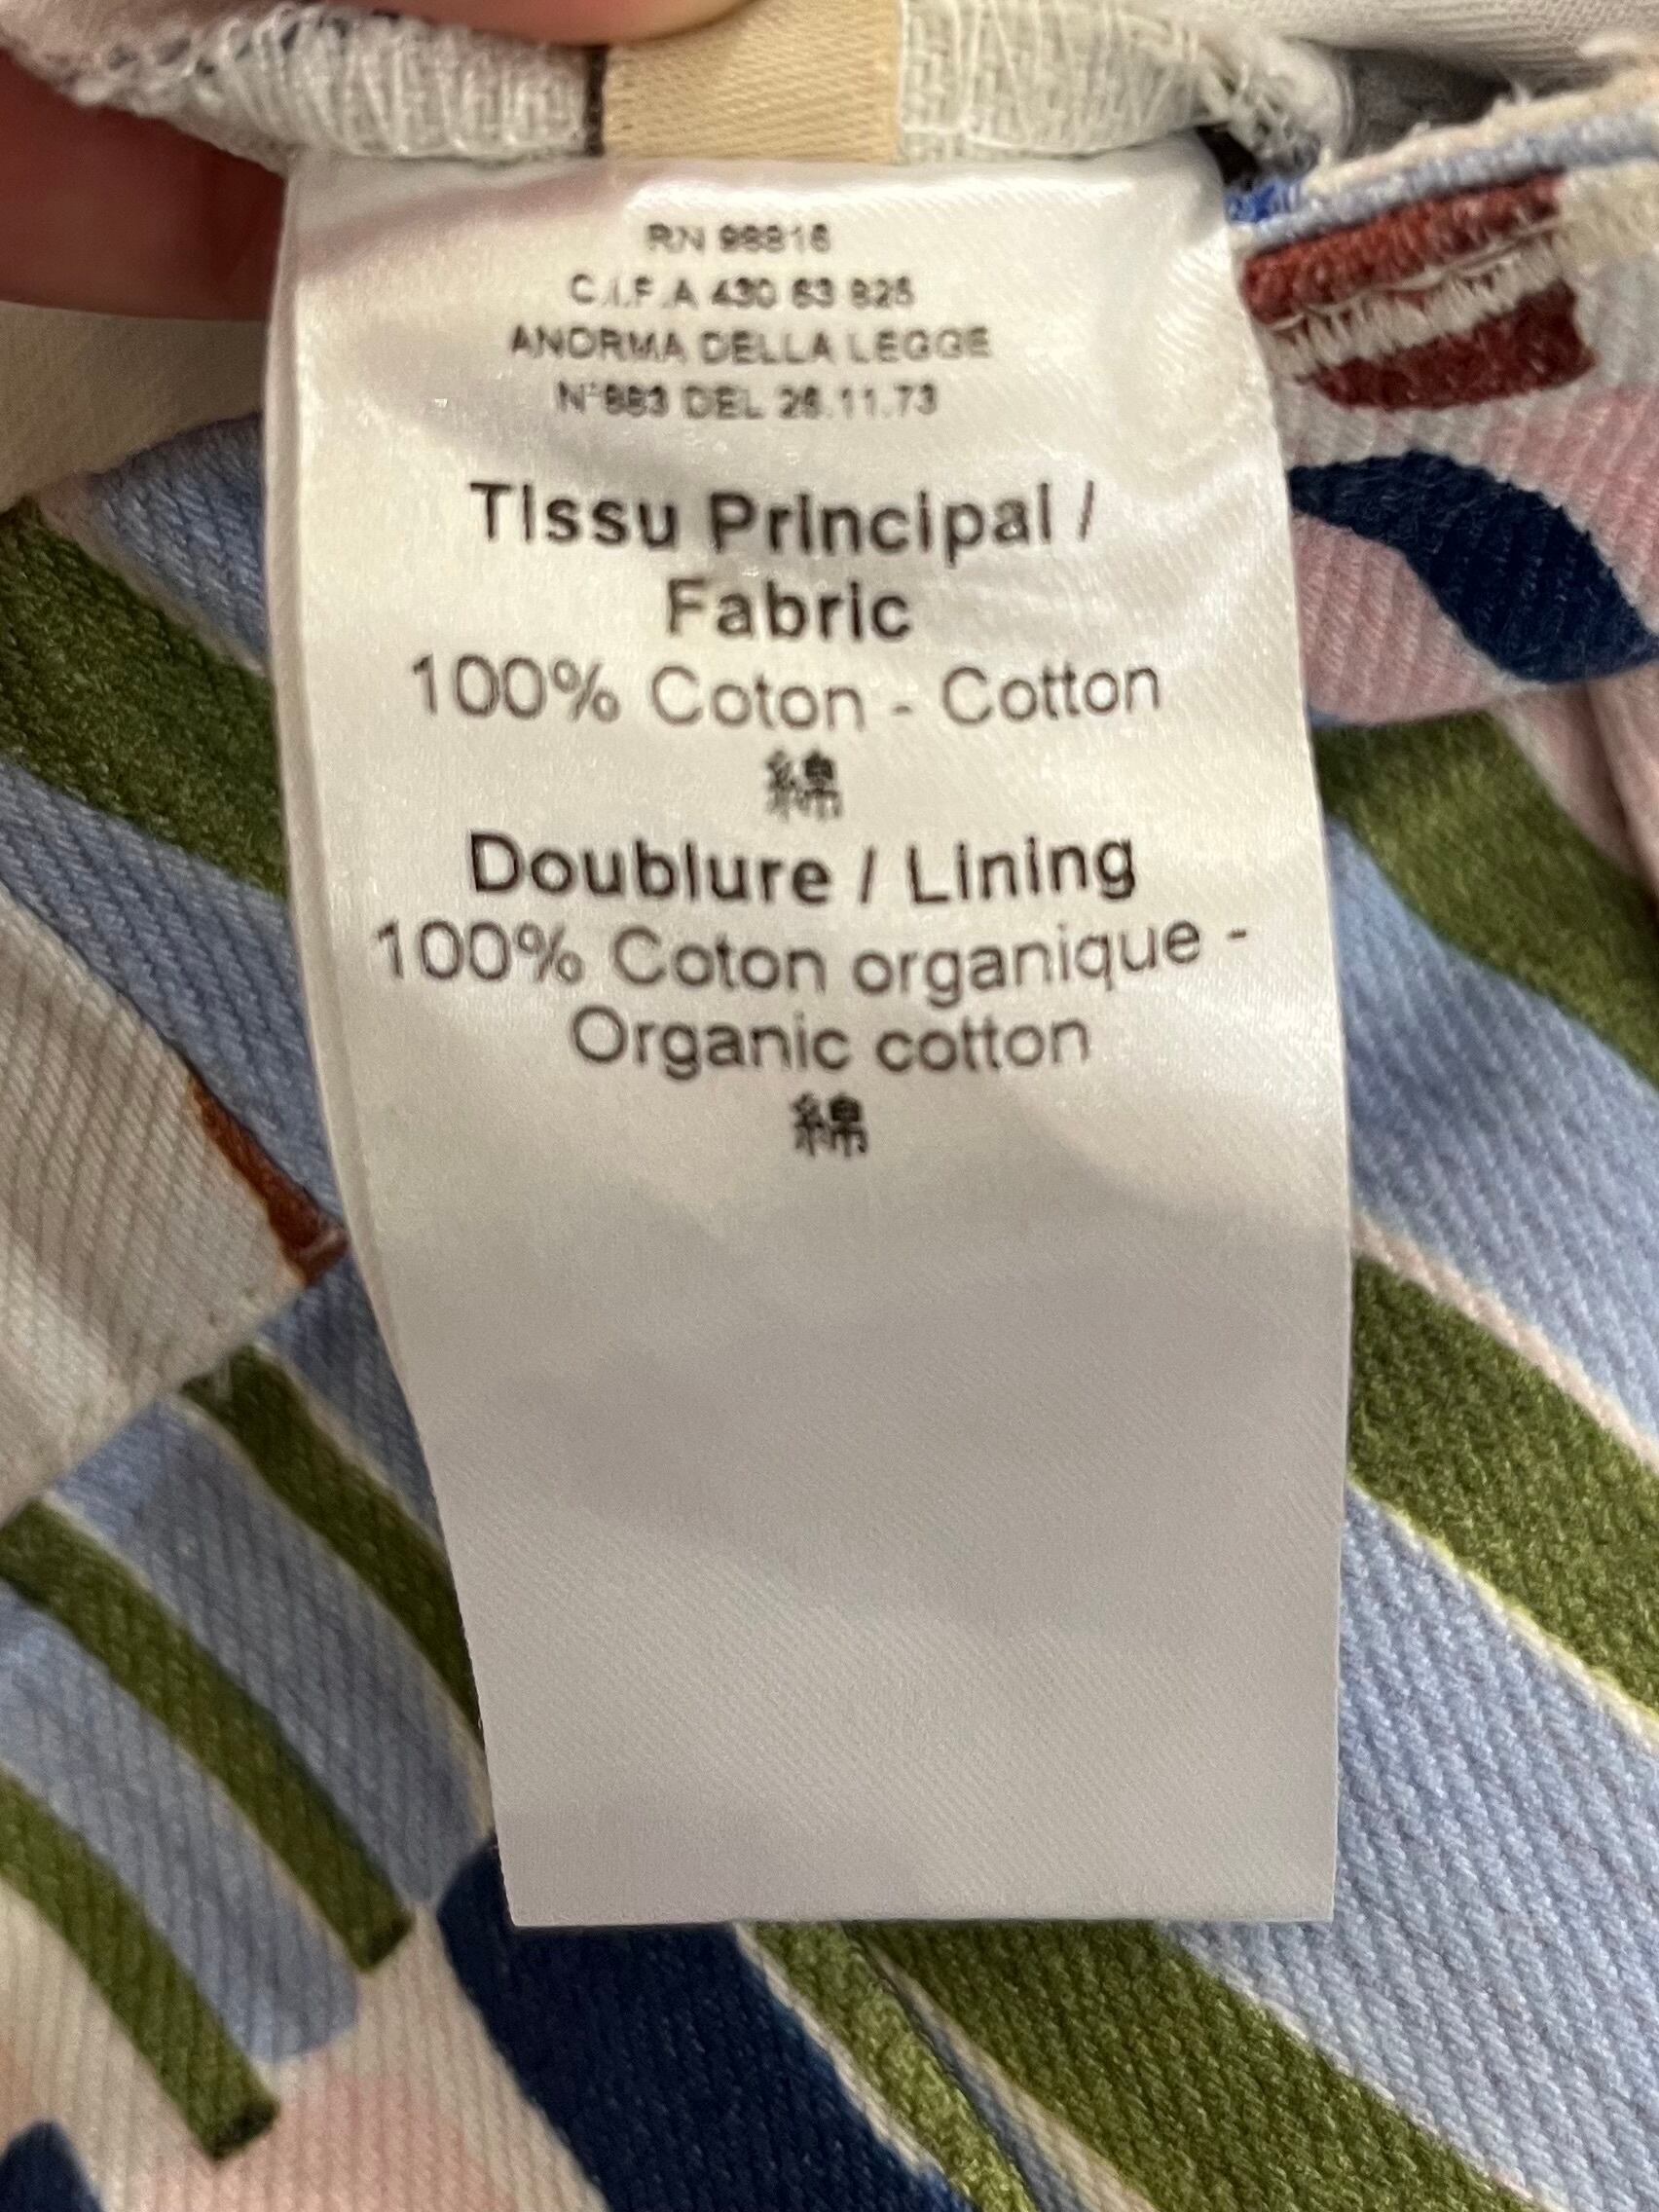 RN 98816
C.I.F.A 430 63 825
ANORMA DELLA LEGGE
N°883 DEL 26.11.73
Tissu Principal /
Fabric
100% Coton - Cotton
綿
Doublure / Lining
100% Coton organique -
Organic cotton
綿